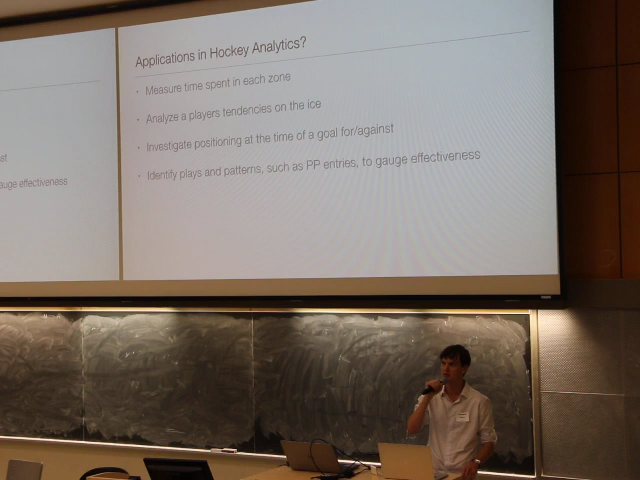 Applications in Hockey Analytics?
• Measure time spent in each zone
• Analyze a players tendencies on the ice
• Investigate positioning at the time of a goal for/against
• Identify plays and patterns, such as PP entries, to gauge effectiveness
effectiveness